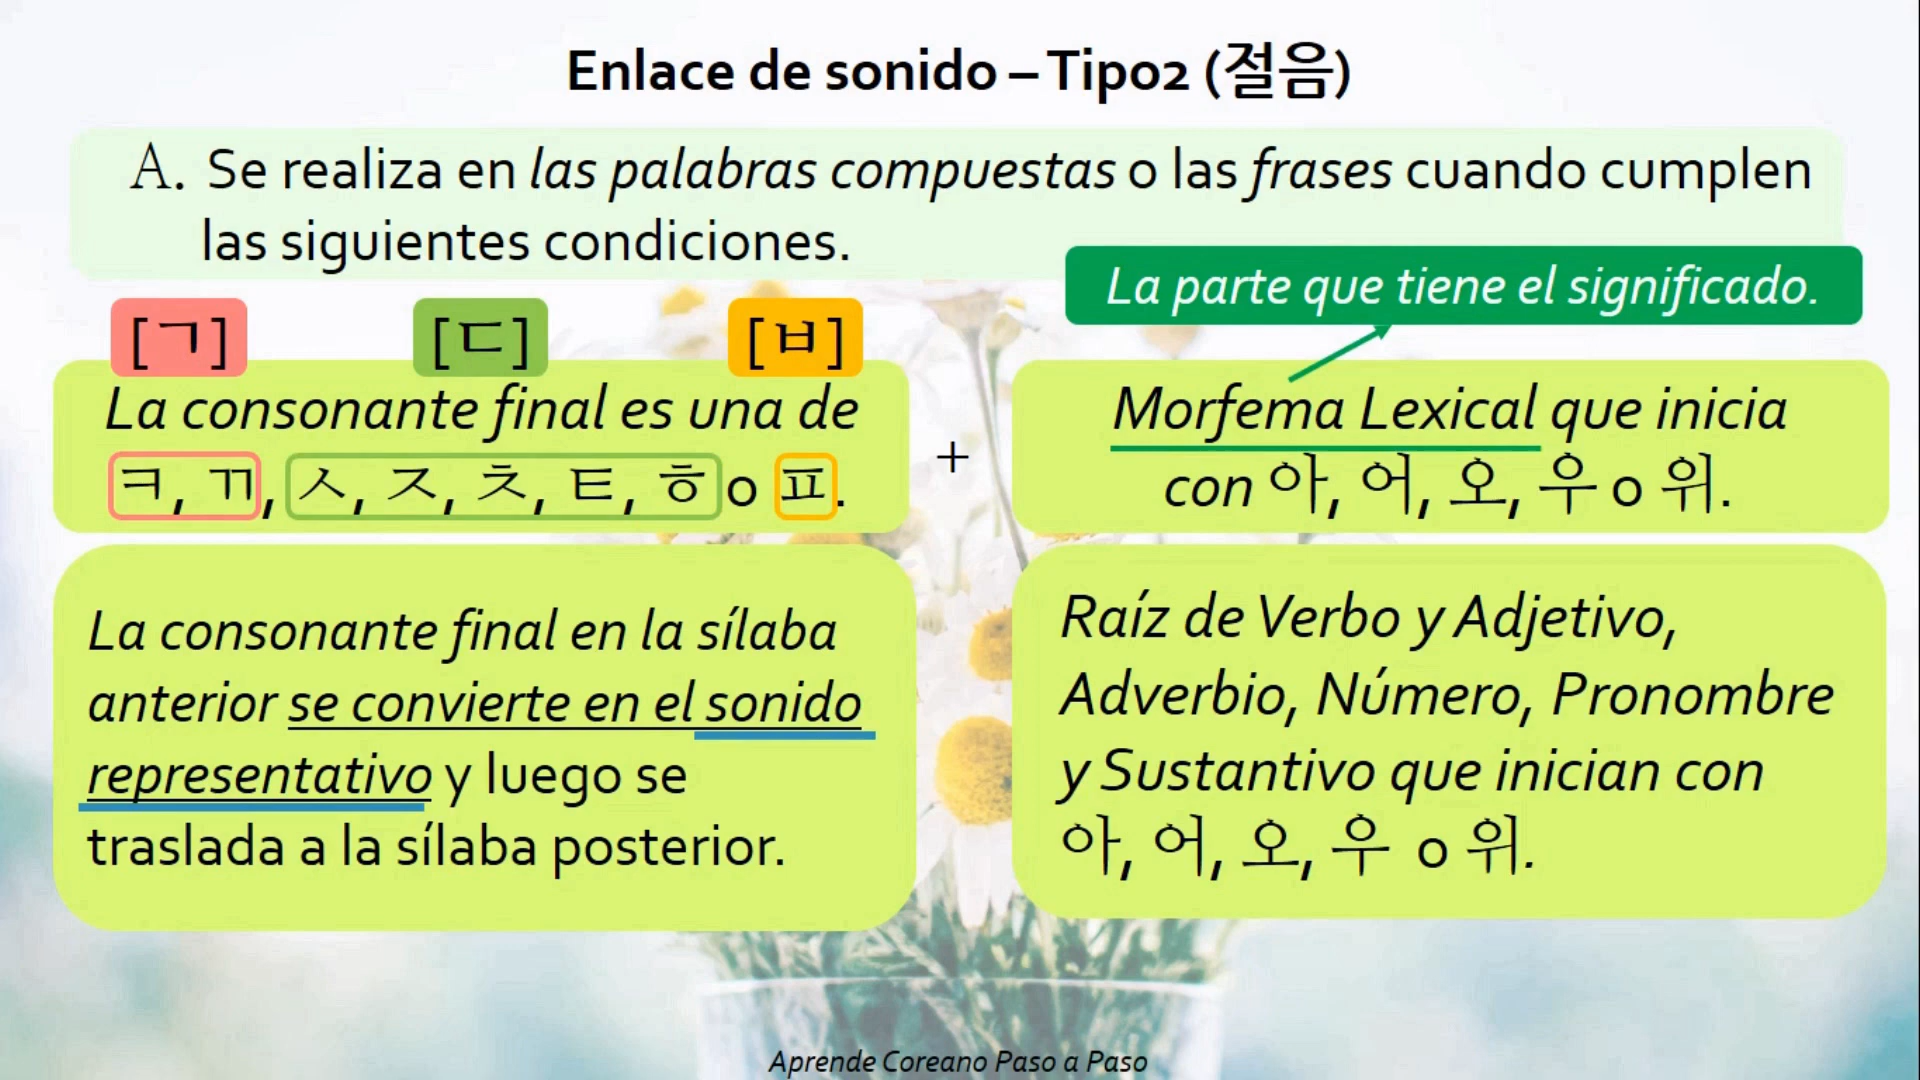 Enlace de sonido – Tipo2 (절음)
A. Se realiza en las palabras compuestas o las frases cuando cumplen
las siguientes condiciones.
La parte que tiene el significado.
[ㄱ] [ㄷ] [ㅂ]
La consonante final es una de
ㅋ, ㄲ, ㅅ, ㅈ, ㅊ, ㅌ, ㅎ o ㅍ.
+
Morfema Lexical que inicia
con 아, 어, 오, 우 o 위.
La consonante final en la sílaba
anterior se convierte en el sonido
representativo y luego se
traslada a la sílaba posterior.
Raíz de Verbo y Adjetivo,
Adverbio, Número, Pronombre
y Sustantivo que inician con
아, 어, 오, 우 o 위.
Aprende Coreano Paso a Paso